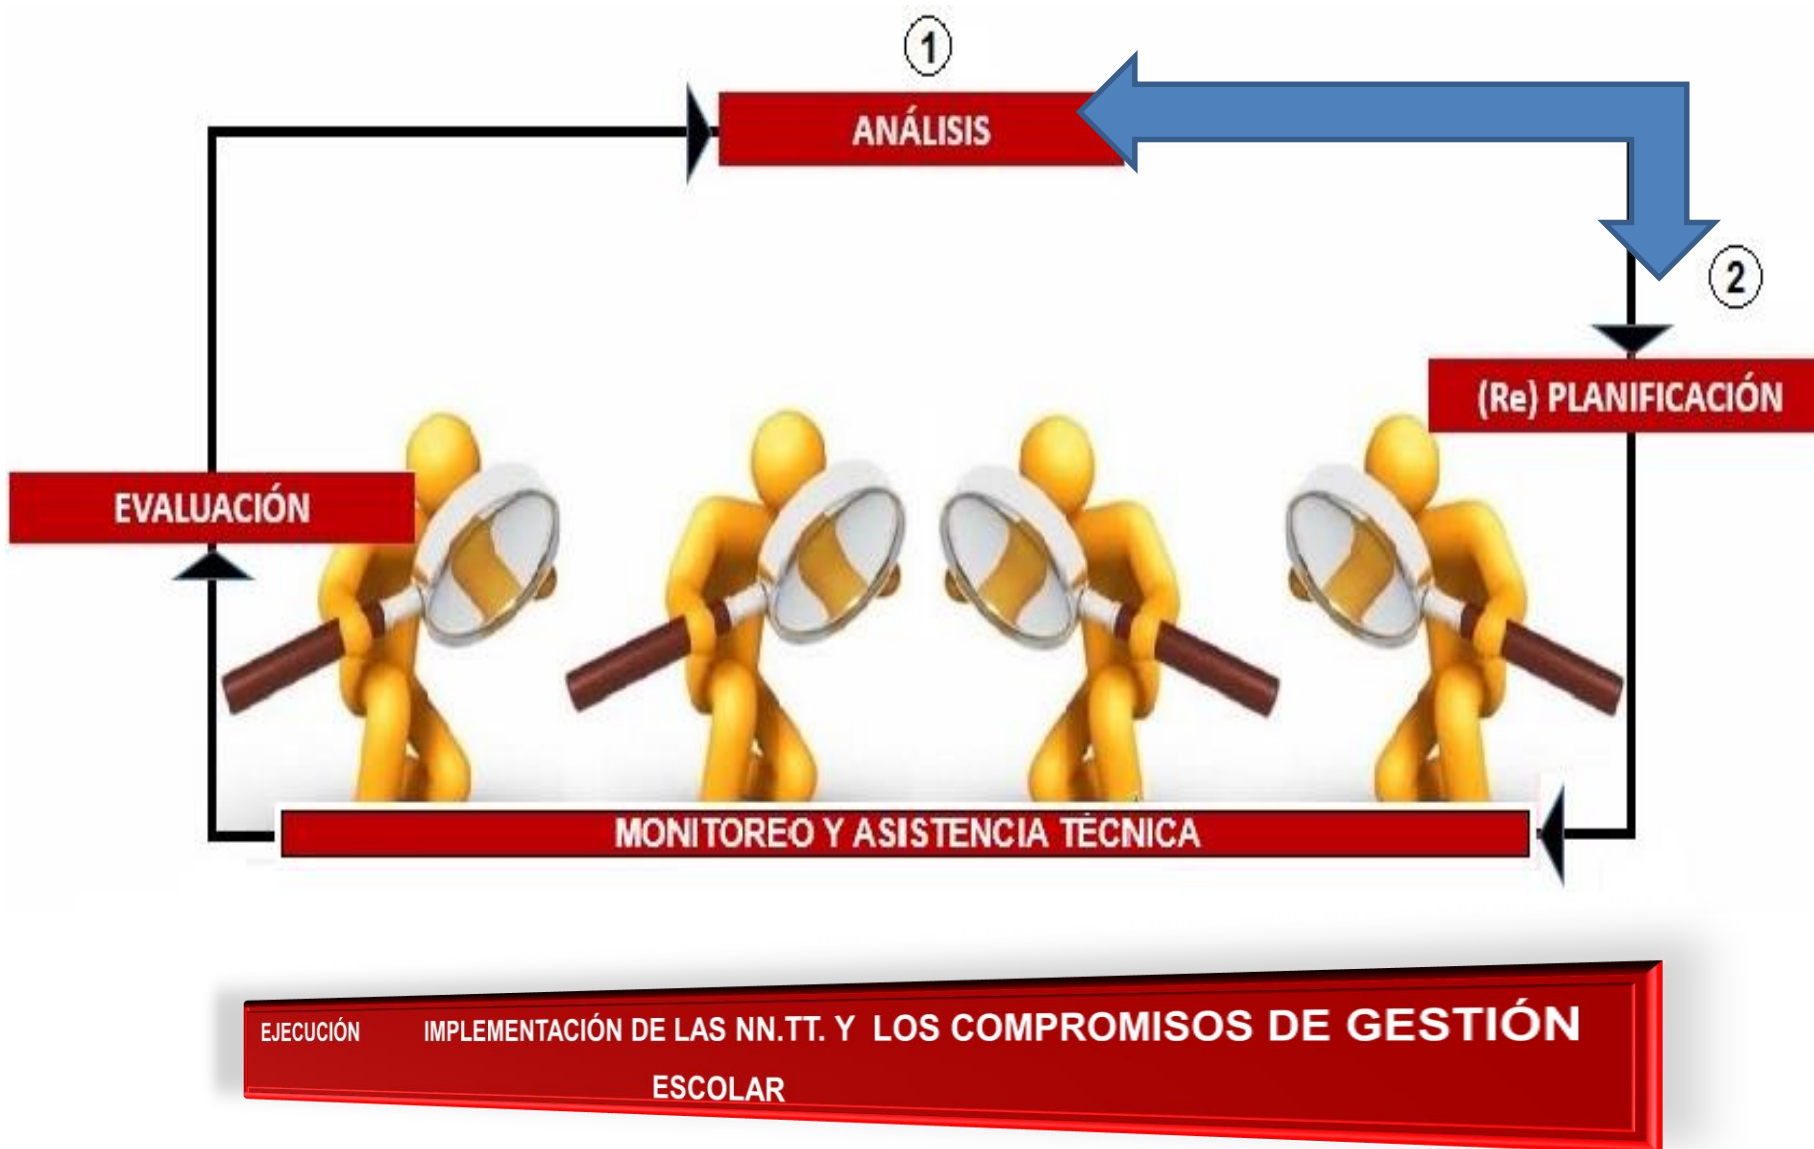 1
ANÁLISIS
2
(Re) PLANIFICACIÓN
EVALUACIÓN
MONITOREO Y ASISTENCIA TÉCNICA
EJECUCIÓN IMPLEMENTACIÓN DE LAS NN.TT. Y LOS COMPROMISOS DE GESTIÓN
ESCOLAR